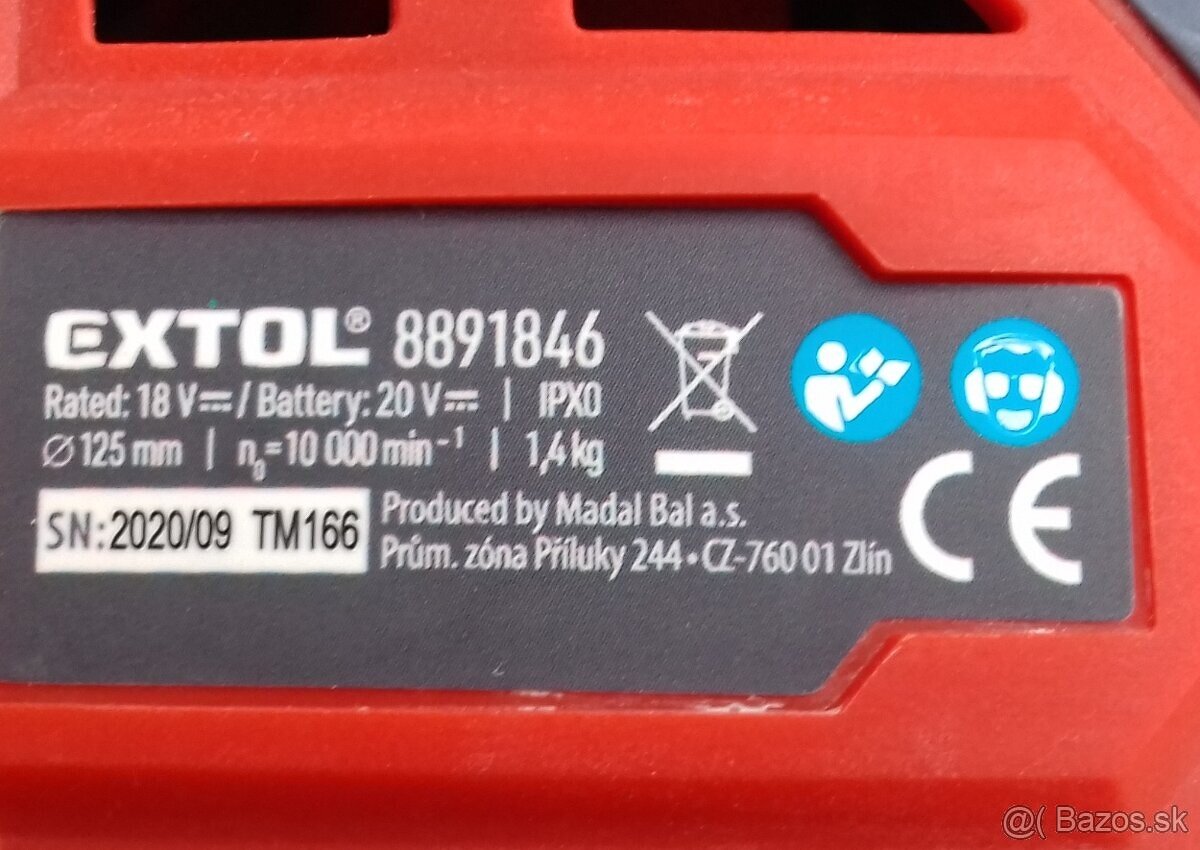 EXTOL® 8891846
Rated: 18 V⎓ / Battery: 20 V⎓ | IPX0
∅ 125 mm | n₀=10 000 min⁻¹ | 1,4 kg
SN: 2020/09 TM166
Produced by Madal Bal a.s.
Prům. zóna Příluky 244 • CZ-760 01 Zlín
CE
@( Bazos.sk